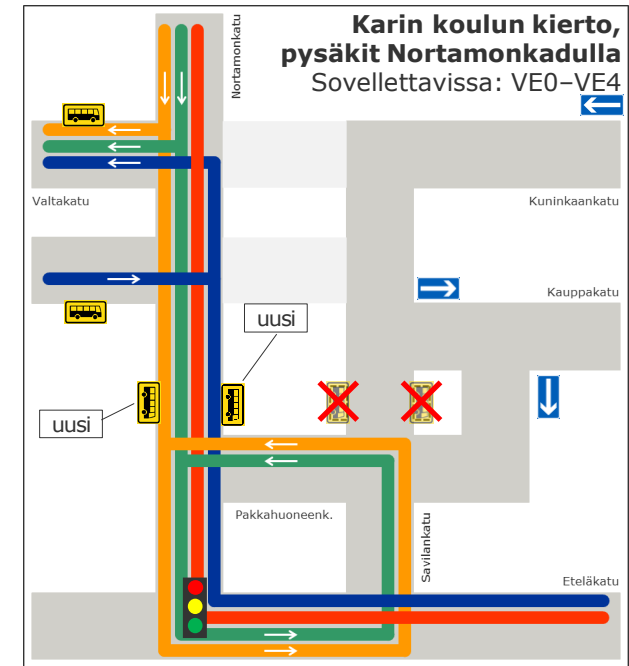 Karin koulun kierto,
pysäkit Nortamonkadulla
Sovellettavissa: VE0–VE4
Nortamonkatu
Valtakatu
Kuninkaankatu
Kauppakatu
uusi
uusi
Pakkahuoneenk.
Savilankatu
Eteläkatu